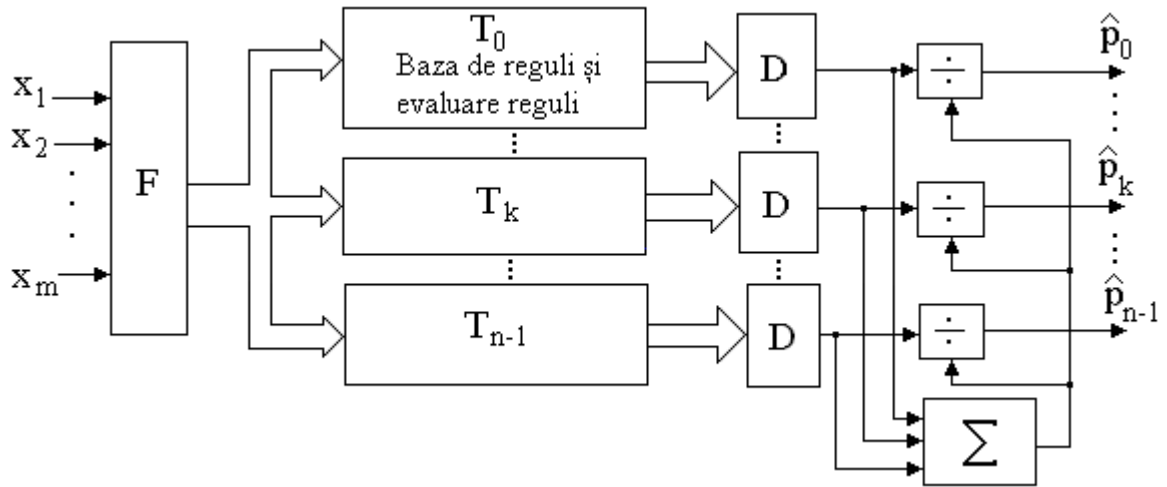 x₁
x₂
xₘ
F
T₀
Baza de reguli și
evaluare reguli
Tₖ
Tₙ₋₁
D
D
D
÷
÷
÷
Σ
p̂₀
p̂ₖ
p̂ₙ₋₁